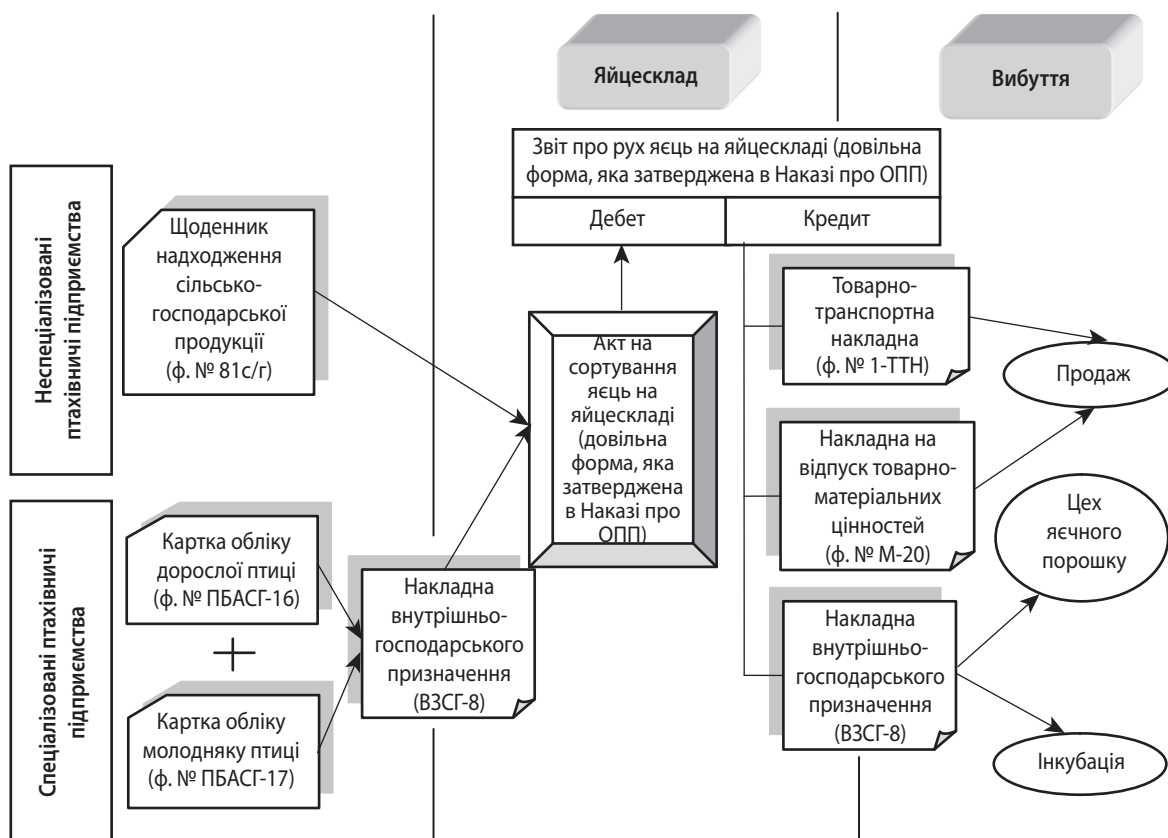 Яйцесклад
Вибуття
Звіт про рух яєць на яйцескладі (довільна
форма, яка затверджена в Наказі про ОПП)
Дебет
Кредит
Неспеціалізовані
птахівничі підприємства
Щоденник
надходження
сільсько-
господарської
продукції
(ф. № 81с/г)
Акт на
сортування
яєць на
яйцескладі
(довільна
форма, яка
затверджена
в Наказі про
ОПП)
Товарно-
транспортна
накладна
(ф. № 1-ТТН)
Продаж
Накладна на
відпуск товарно-
матеріальних
цінностей
(ф. № М-20)
Цех
яєчного
порошку
Спеціалізовані птахівничі
підприємства
Картка обліку
дорослої птиці
(ф. № ПБАСГ-16)
+
Картка обліку
молодняку птиці
(ф. № ПБАСГ-17)
Накладна
внутрішньо-
господарського
призначення
(ВЗСГ-8)
Накладна
внутрішньо-
господарського
призначення
(ВЗСГ-8)
Інкубація